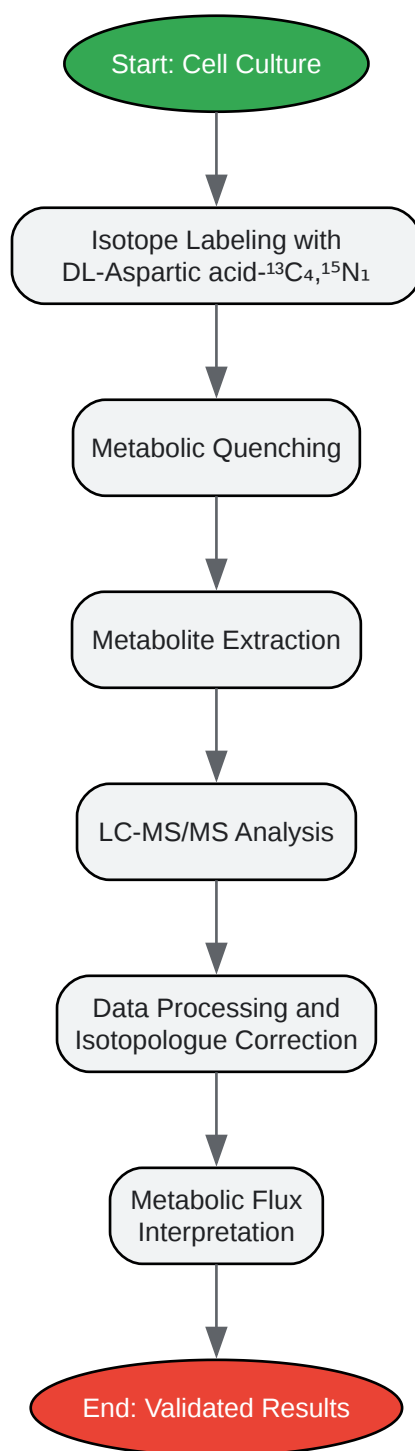 Start: Cell Culture
Isotope Labeling with
DL-Aspartic acid-¹³C₄,¹⁵N₁
Metabolic Quenching
Metabolite Extraction
LC-MS/MS Analysis
Data Processing and
Isotopologue Correction
Metabolic Flux
Interpretation
End: Validated Results